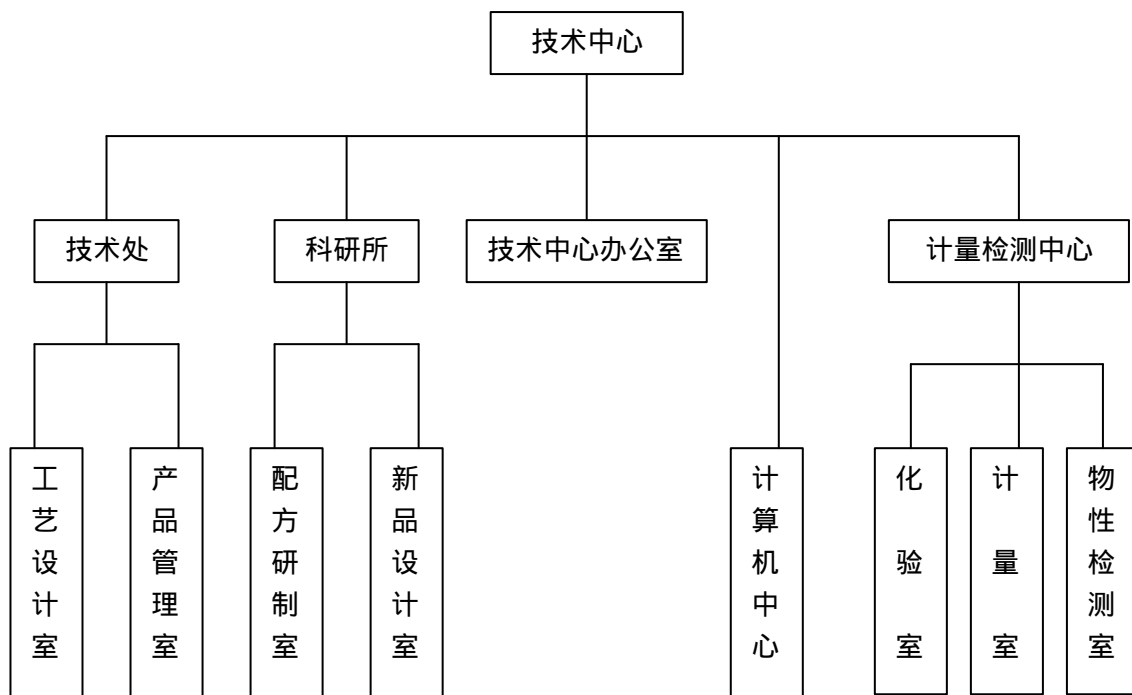 技术中心
技术处
科研所
技术中心办公室
计量检测中心
工艺设计室
产品管理室
配方研制室
新品设计室
计算机中心
化验室
计量室
物性检测室